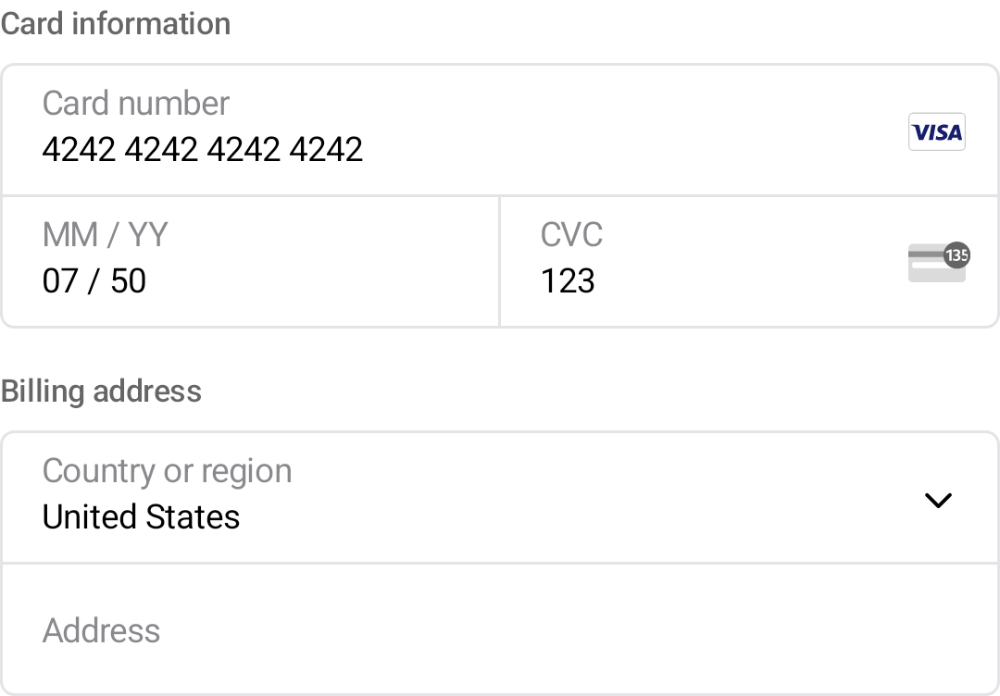 Card information
Card number
4242 4242 4242 4242
VISA
MM / YY
07 / 50
CVC
123
135
Billing address
Country or region
United States
Address